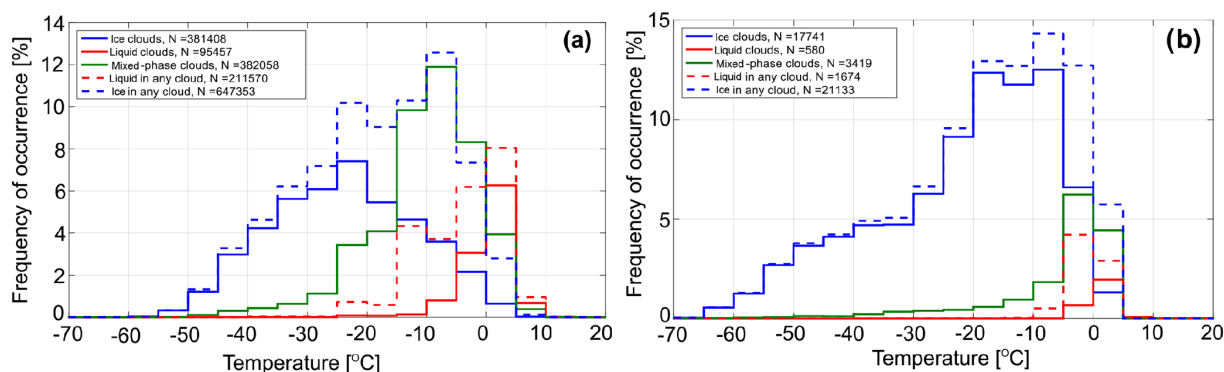 (a)
Frequency of occurrence [%]
14
12
10
8
6
4
2
0
Ice clouds, N =381408
Liquid clouds, N =95457
Mixed-phase clouds, N =382058
Liquid in any cloud, N =211570
Ice in any cloud, N =647353
-70 -60 -50 -40 -30 -20 -10 0 10 20
Temperature [°C]
(b)
Frequency of occurrence [%]
15
10
5
0
Ice clouds, N =17741
Liquid clouds, N =580
Mixed-phase clouds, N =3419
Liquid in any cloud, N =1674
Ice in any cloud, N =21133
-70 -60 -50 -40 -30 -20 -10 0 10 20
Temperature [°C]